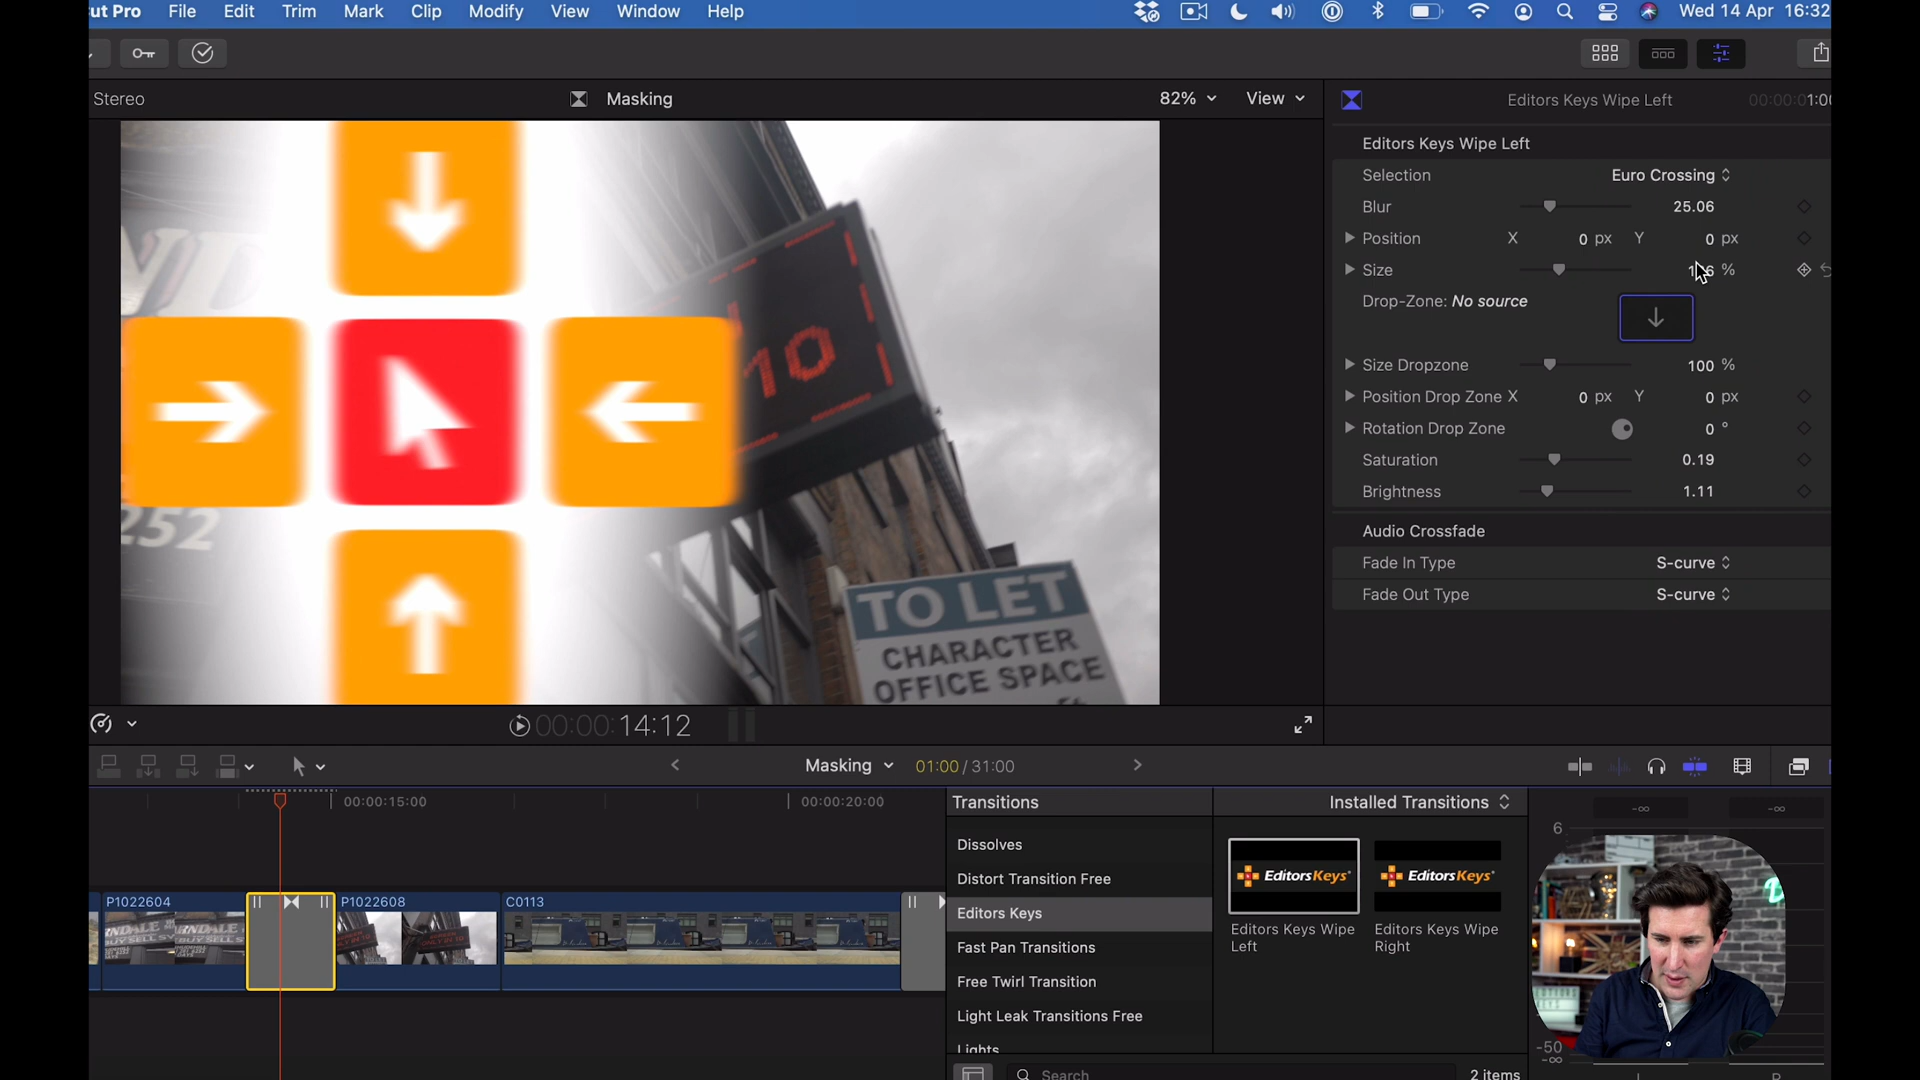 ut Pro File Edit Trim Mark Clip Modify View Window Help Wed 14 Apr 16:32
Stereo Masking 82% View Editors Keys Wipe Left 00:00:01:00
Editors Keys Wipe Left
Selection Euro Crossing
Blur 25.06
Position X 0 px Y 0 px
Size %
Drop-Zone: No source
Size Dropzone 100 %
Position Drop Zone X 0 px Y 0 px
Rotation Drop Zone 0 °
Saturation 0.19
Brightness 1.11
Audio Crossfade
Fade In Type S-curve
Fade Out Type S-curve
252
10
TO LET
CHARACTER
OFFICE SPACE
00:00:14:12
Masking 01:00 / 31:00
00:00:15:00 00:00:20:00
Transitions Installed Transitions
Dissolves
Distort Transition Free
Editors Keys
Fast Pan Transitions
Free Twirl Transition
Light Leak Transitions Free
Lights
EditorsKeys
Editors Keys Wipe
Left
EditorsKeys
Editors Keys Wipe
Right
Search 2 items
P1022604 P1022608 C0113
-∞ -∞
6
-50
-∞